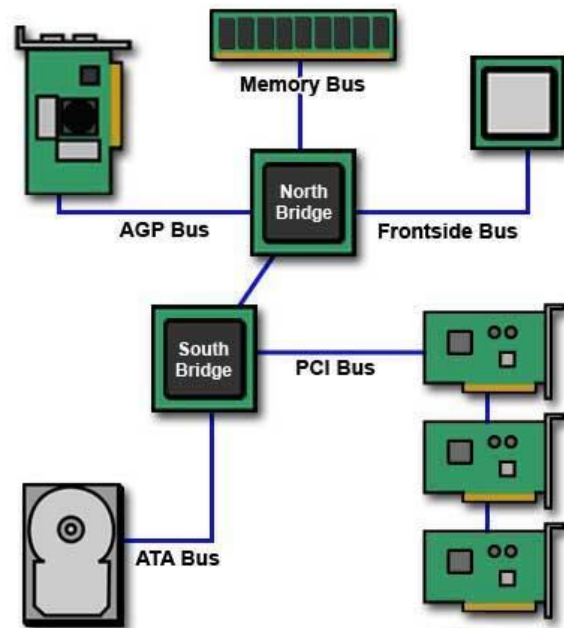 Memory Bus
North
Bridge
AGP Bus
Frontside Bus
South
Bridge
PCI Bus
ATA Bus